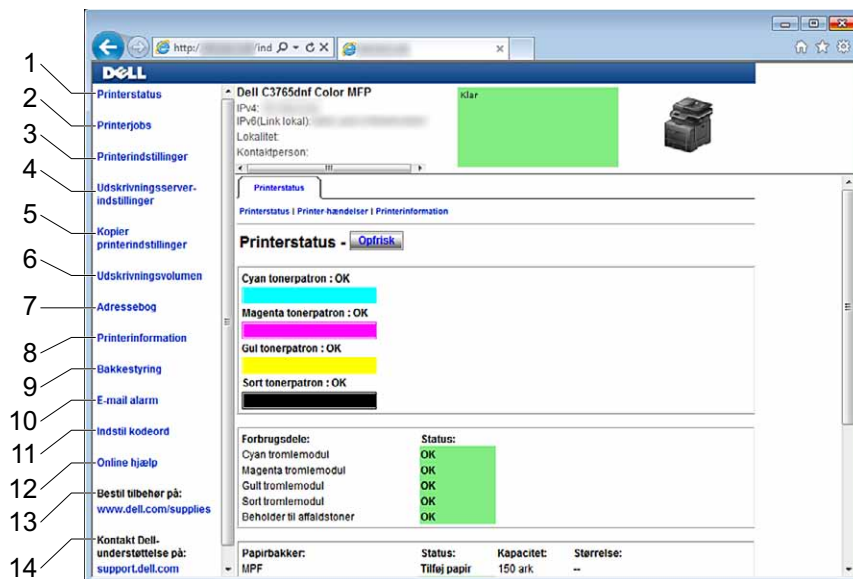 http:/ /ind
DELL
1
2
3
4
5
6
7
8
9
10
11
12
13
14
Printerstatus
Printerjobs
Printerindstillinger
Udskrivningsserver-
indstillinger
Kopier
printerindstillinger
Udskrivningsvolumen
Adressebog
Printerinformation
Bakkestyring
E-mail alarm
Indstil kodeord
Online hjælp
Bestil tilbehør på:
www.dell.com/supplies
Kontakt Dell-
understøttelse på:
support.dell.com
Dell C3765dnf Color MFP
IPv4:
IPv6(Link lokal):
Lokalitet:
Kontaktperson:
Klar
Printerstatus
Printerstatus | Printer-hændelser | Printerinformation
Printerstatus - Opfrisk
Cyan tonerpatron : OK
Magenta tonerpatron : OK
Gul tonerpatron : OK
Sort tonerpatron : OK
Forbrugsdele: Status:
Cyan tromlemodul OK
Magenta tromlemodul OK
Gult tromlemodul OK
Sort tromlemodul OK
Beholder til affaldstoner OK
Papirbakker: Status: Kapacitet: Størrelse:
MPF Tilføj papir 150 ark --